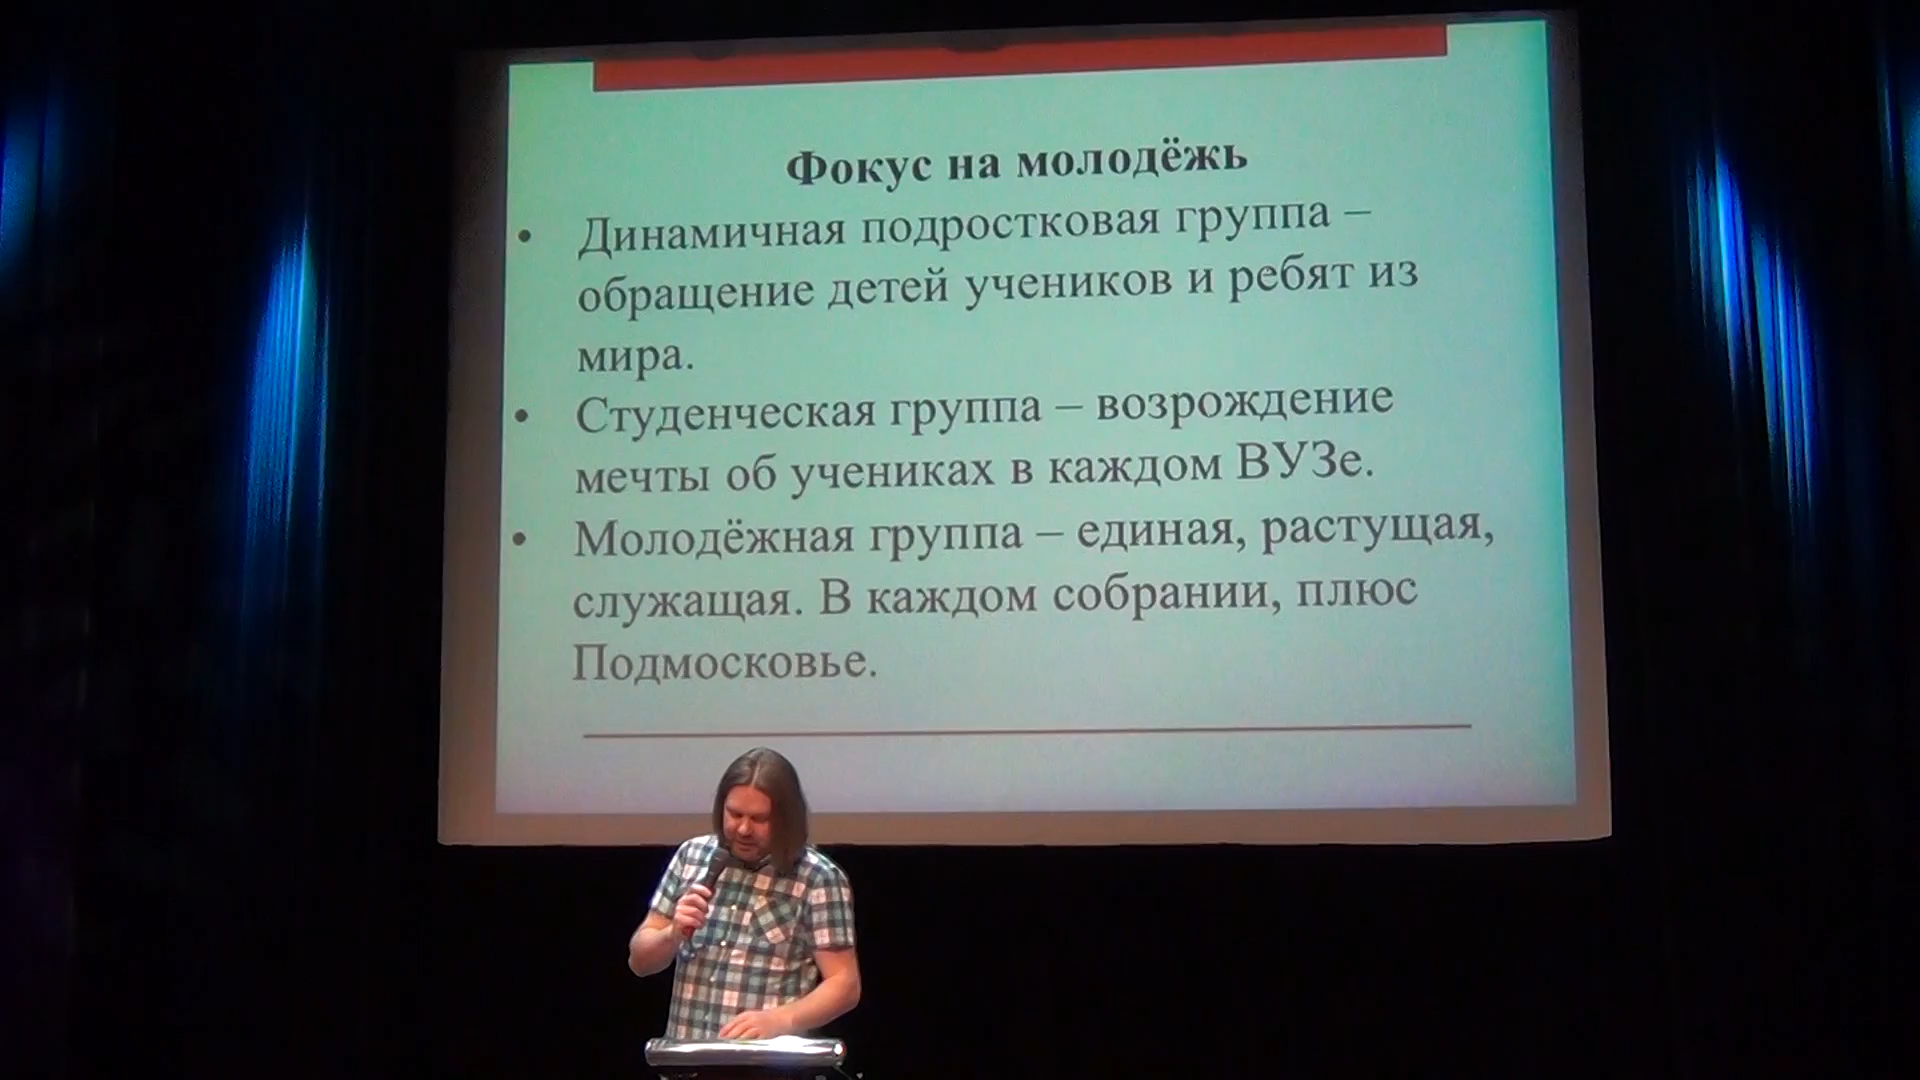 Фокус на молодёжь
• Динамичная подростковая группа –
обращение детей учеников и ребят из
мира.
• Студенческая группа – возрождение
мечты об учениках в каждом ВУЗе.
• Молодёжная группа – единая, растущая,
служащая. В каждом собрании, плюс
Подмосковье.